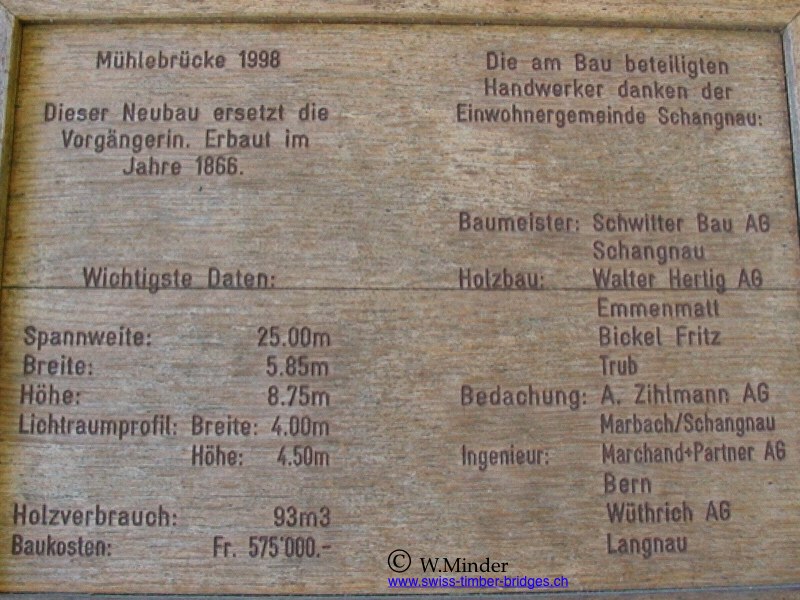 Mühlebrücke 1998
Dieser Neubau ersetzt die
Vorgängerin. Erbaut im
Jahre 1866.
Wichtigste Daten:
Spannweite: 25.00m
Breite: 5.85m
Höhe: 8.75m
Lichtraumprofil: Breite: 4.00m
Höhe: 4.50m
Holzverbrauch: 93m3
Baukosten: Fr. 575'000.-
Die am Bau beteiligten
Handwerker danken der
Einwohnergemeinde Schangnau:
Baumeister: Schwilter Bau AG
Schangnau
Holzbau: Walter Hertig AG
Emmenmatt
Bickel Fritz
Trub
Bedachung: A. Zihlmann AG
Marbach/Schangnau
Ingenieur: Marchand+Partner AG
Bern
Wüthrich AG
Langnau
© W.Minder
www.swiss-timber-bridges.ch